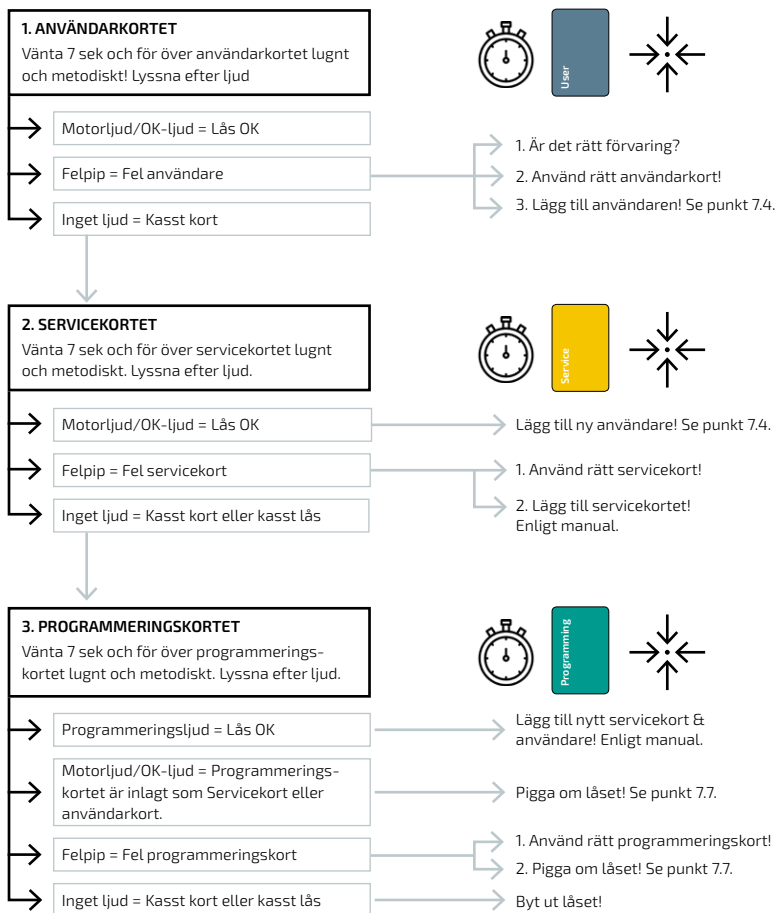 1. ANVÄNDARKORTET
Vänta 7 sek och för över användarkortet lugnt
och metodiskt! Lyssna efter ljud
User
Motorljud/OK-ljud = Lås OK
Felpip = Fel användare
Inget ljud = Kasst kort
1. Är det rätt förvaring?
2. Använd rätt användarkort!
3. Lägg till användaren! Se punkt 7.4.
2. SERVICEKORTET
Vänta 7 sek och för över servicekortet lugnt
och metodiskt. Lyssna efter ljud.
Service
Motorljud/OK-ljud = Lås OK
Lägg till ny användare! Se punkt 7.4.
Felpip = Fel servicekort
1. Använd rätt servicekort!
2. Lägg till servicekortet!
Enligt manual.
Inget ljud = Kasst kort eller kasst lås
3. PROGRAMMERINGSKORTET
Vänta 7 sek och för över programmerings-
kortet lugnt och metodiskt. Lyssna efter ljud.
Programming
Programmeringsljud = Lås OK
Lägg till nytt servicekort &
användare! Enligt manual.
Motorljud/OK-ljud = Programmerings-
kortet är inlagt som Servicekort eller
användarkort.
Pigga om låset! Se punkt 7.7.
Felpip = Fel programmeringskort
1. Använd rätt programmeringskort!
2. Pigga om låset! Se punkt 7.7.
Inget ljud = Kasst kort eller kasst lås
Byt ut låset!